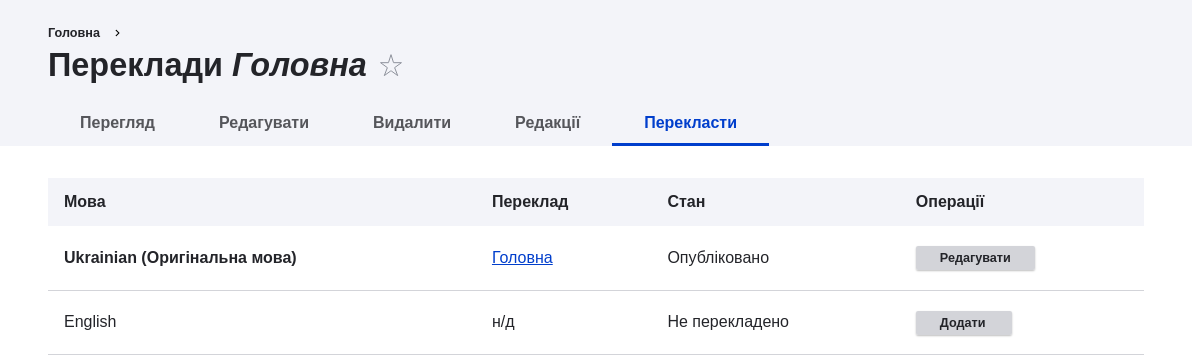 Головна
Переклади Головна
Перегляд Редагувати Видалити Редакції Перекласти
Мова Переклад Стан Операції
Ukrainian (Оригінальна мова) Головна Опубліковано Редагувати
English н/д Не перекладено Додати